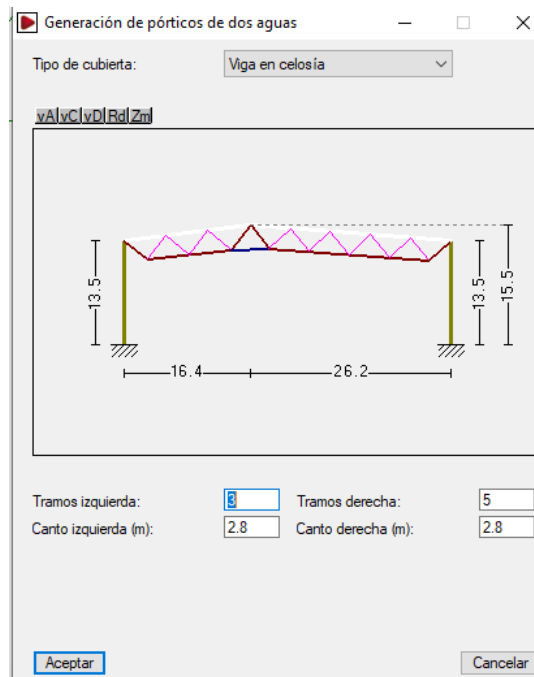 Generación de pórticos de dos aguas
Tipo de cubierta: Viga en celosía
vA vC vD Rd Zm
13.5 13.5 15.5
16.4 26.2
Tramos izquierda: 3 Tramos derecha: 5
Canto izquierda (m): 2.8 Canto derecha (m): 2.8
Aceptar Cancelar